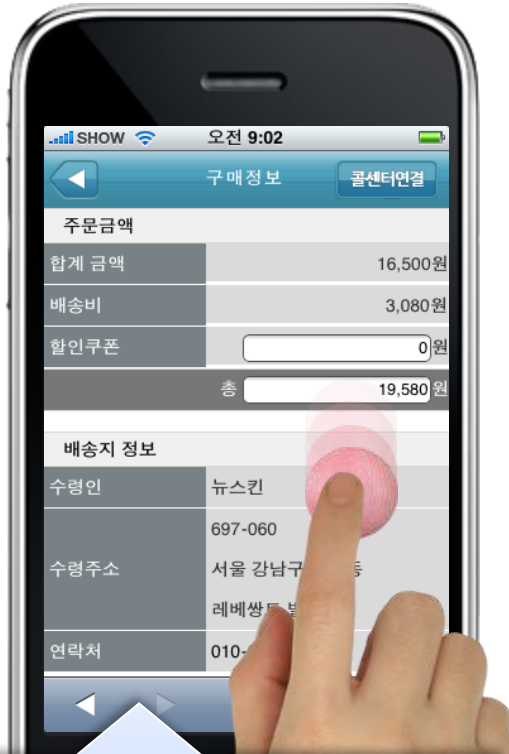 SHOW 오전 9:02
구매정보 콜센터연결
주문금액
합계 금액 16,500원
배송비 3,080원
할인쿠폰 0원
총 19,580원
배송지 정보
수령인 뉴스킨
697-060
수령주소 서울 강남구
레베쌍트
연락처 010-